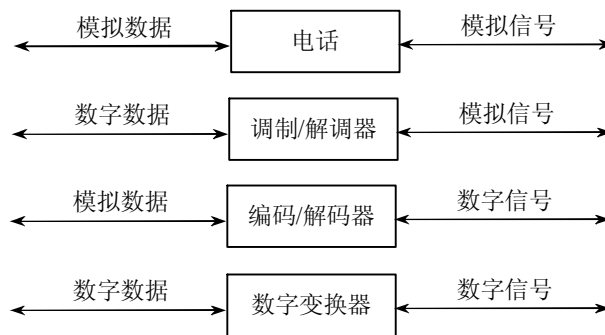 模拟数据 电话 模拟信号
数字数据 调制/解调器 模拟信号
模拟数据 编码/解码器 数字信号
数字数据 数字变换器 数字信号